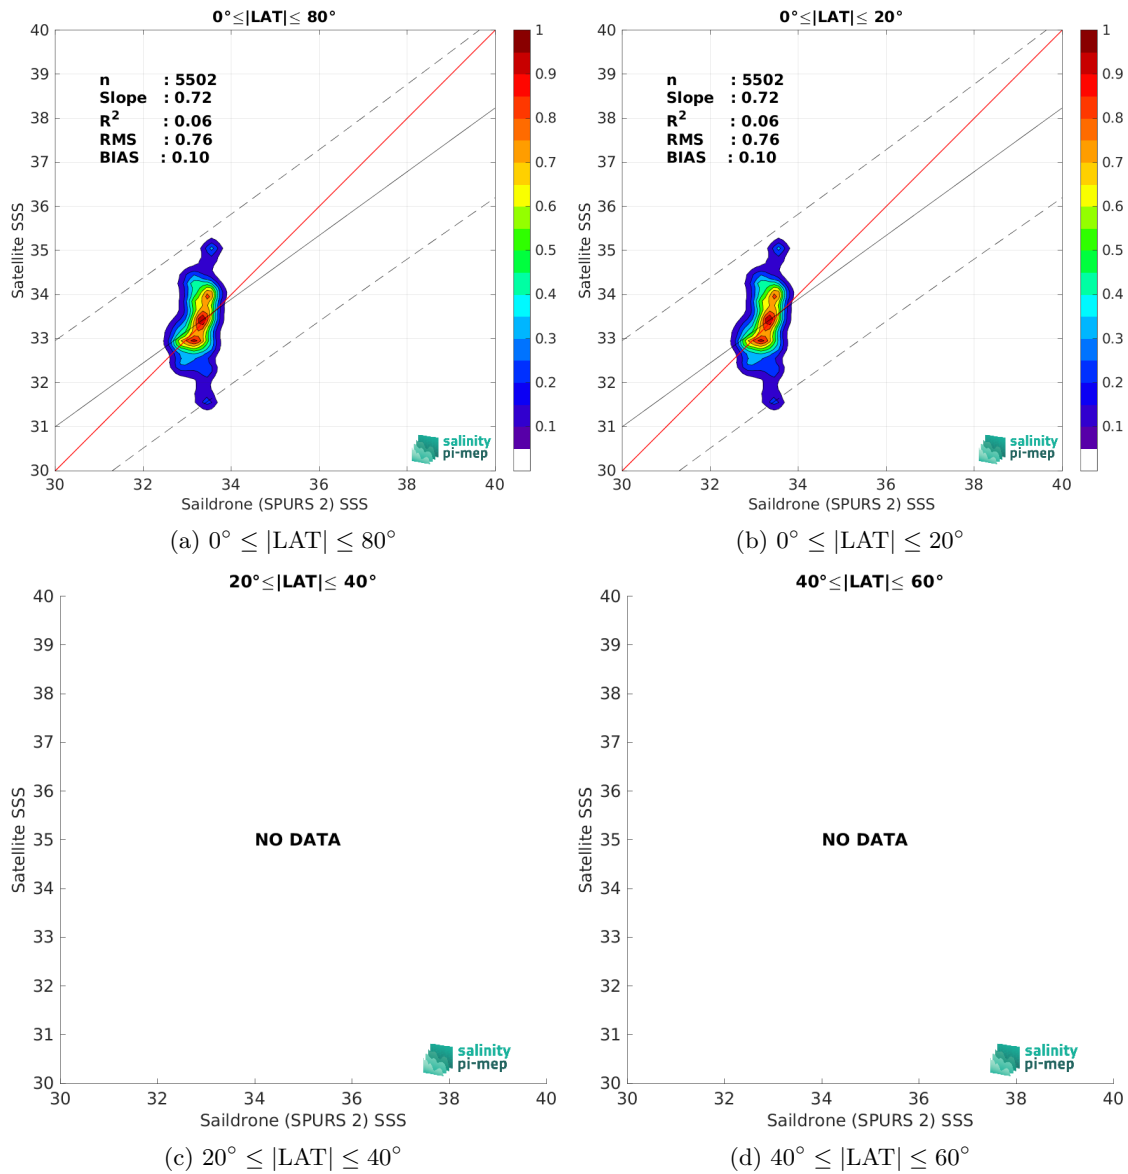 0°≤|LAT|≤ 80°
40
39
38
37
36
35
34
33
32
31
30
Satellite SSS
n : 5502
Slope : 0.72
R² : 0.06
RMS : 0.76
BIAS : 0.10
salinity
pi-mep
30 32 34 36 38 40
Saildrone (SPURS 2) SSS
1
0.9
0.8
0.7
0.6
0.5
0.4
0.3
0.2
0.1
(a) 0° ≤ |LAT| ≤ 80°
0°≤|LAT|≤ 20°
40
39
38
37
36
35
34
33
32
31
30
Satellite SSS
n : 5502
Slope : 0.72
R² : 0.06
RMS : 0.76
BIAS : 0.10
salinity
pi-mep
30 32 34 36 38 40
Saildrone (SPURS 2) SSS
1
0.9
0.8
0.7
0.6
0.5
0.4
0.3
0.2
0.1
(b) 0° ≤ |LAT| ≤ 20°
20°≤|LAT|≤ 40°
40
39
38
37
36
35
34
33
32
31
30
Satellite SSS
NO DATA
salinity
pi-mep
30 32 34 36 38 40
Saildrone (SPURS 2) SSS
(c) 20° ≤ |LAT| ≤ 40°
40°≤|LAT|≤ 60°
40
39
38
37
36
35
34
33
32
31
30
Satellite SSS
NO DATA
salinity
pi-mep
30 32 34 36 38 40
Saildrone (SPURS 2) SSS
(d) 40° ≤ |LAT| ≤ 60°